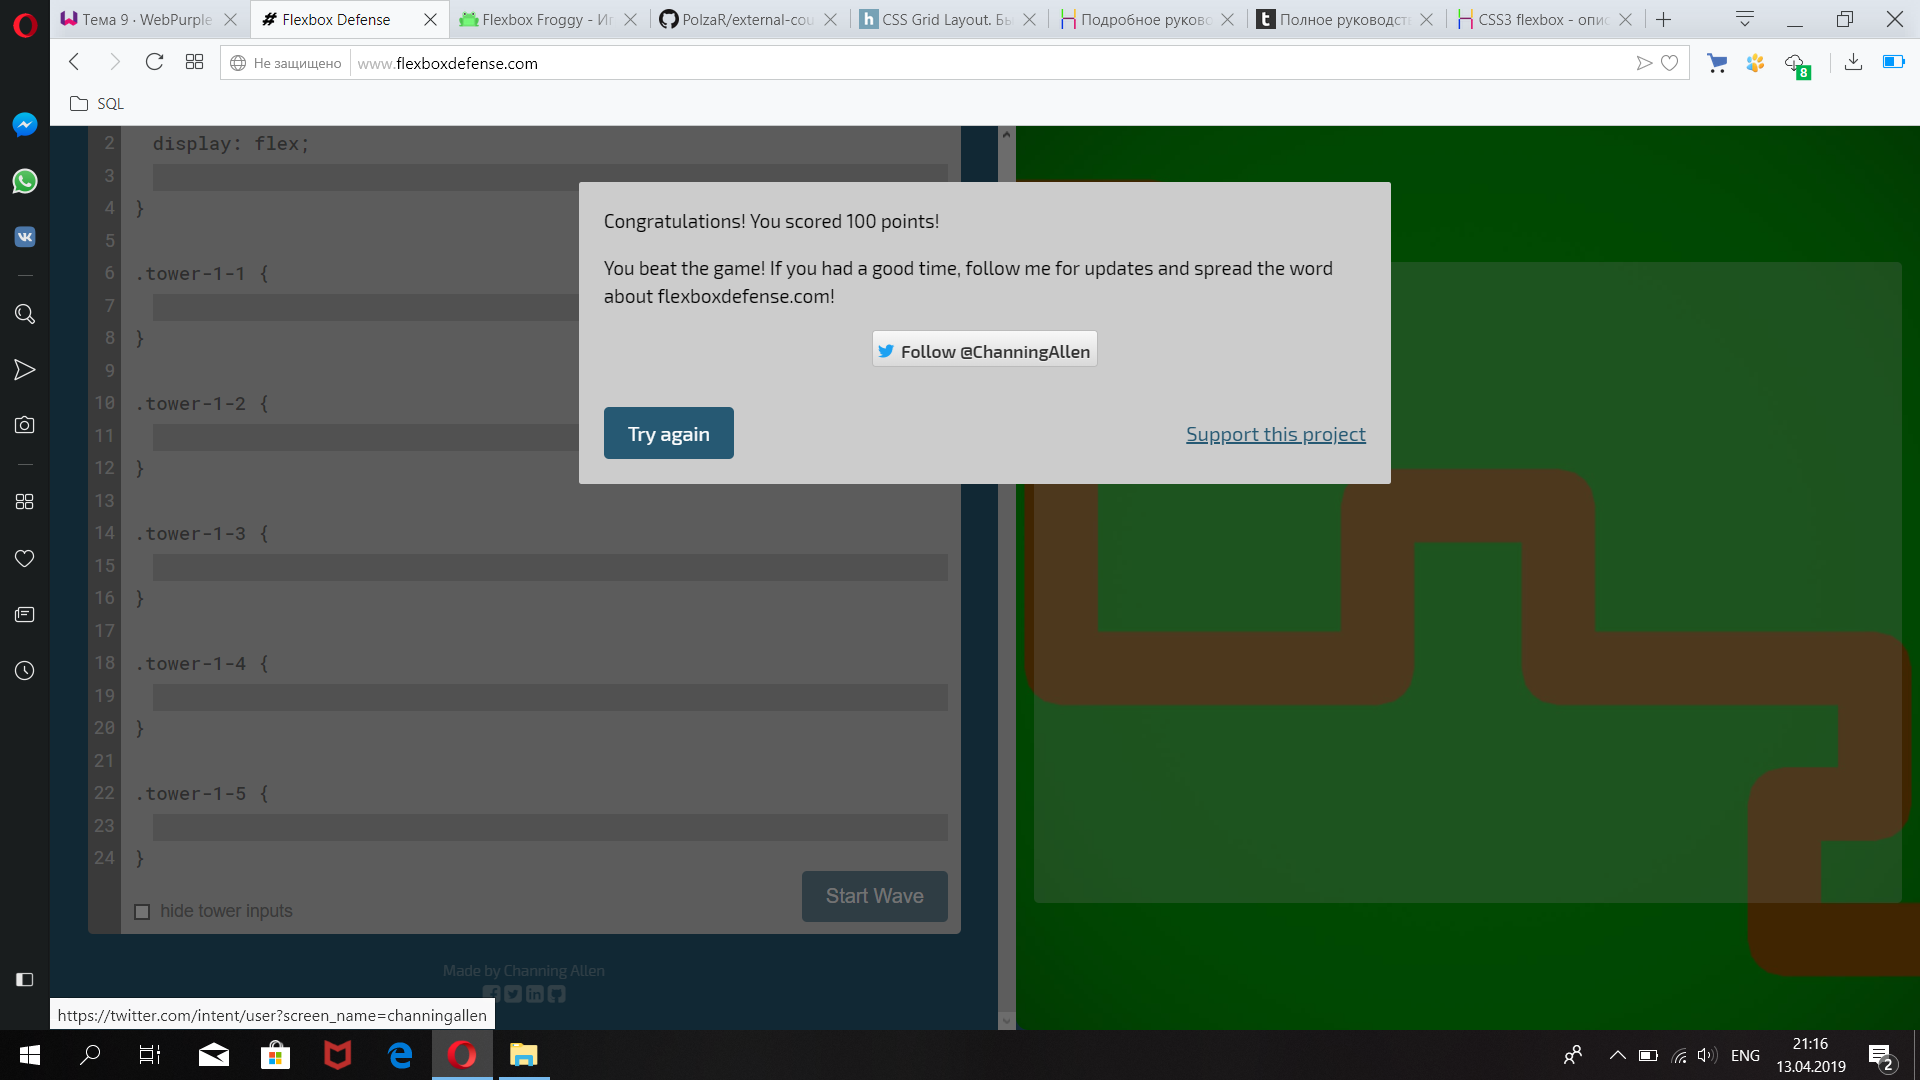 Тема 9 · WebPurple
Flexbox Defense
Flexbox Froggy - Иг
PolzaR/external-cou
CSS Grid Layout. Бы
Подробное руково
Полное руководсть
CSS3 flexbox - опис
Не защищено
www.flexboxdefense.com
8
SQL
2 display: flex;
3
4 }
5
6 .tower-1-1 {
7
8 }
9
10 .tower-1-2 {
11
12 }
13
14 .tower-1-3 {
15
16 }
17
18 .tower-1-4 {
19
20 }
21
22 .tower-1-5 {
23
24 }
hide tower inputs
Start Wave
Congratulations! You scored 100 points!
You beat the game! If you had a good time, follow me for updates and spread the word
about flexboxdefense.com!
Follow @ChanningAllen
Try again
Support this project
Made by Channing Allen
https://twitter.com/intent/user?screen_name=channingallen
ENG
21:16
13.04.2019
2